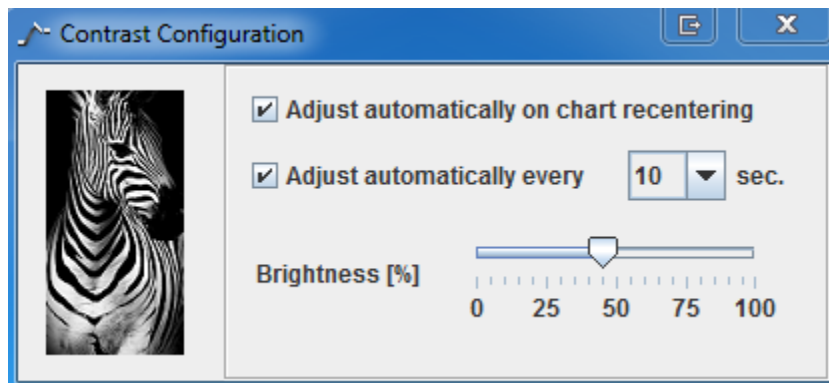 Contrast Configuration
Adjust automatically on chart recentering
Adjust automatically every 10 sec.
Brightness [%]
0 25 50 75 100